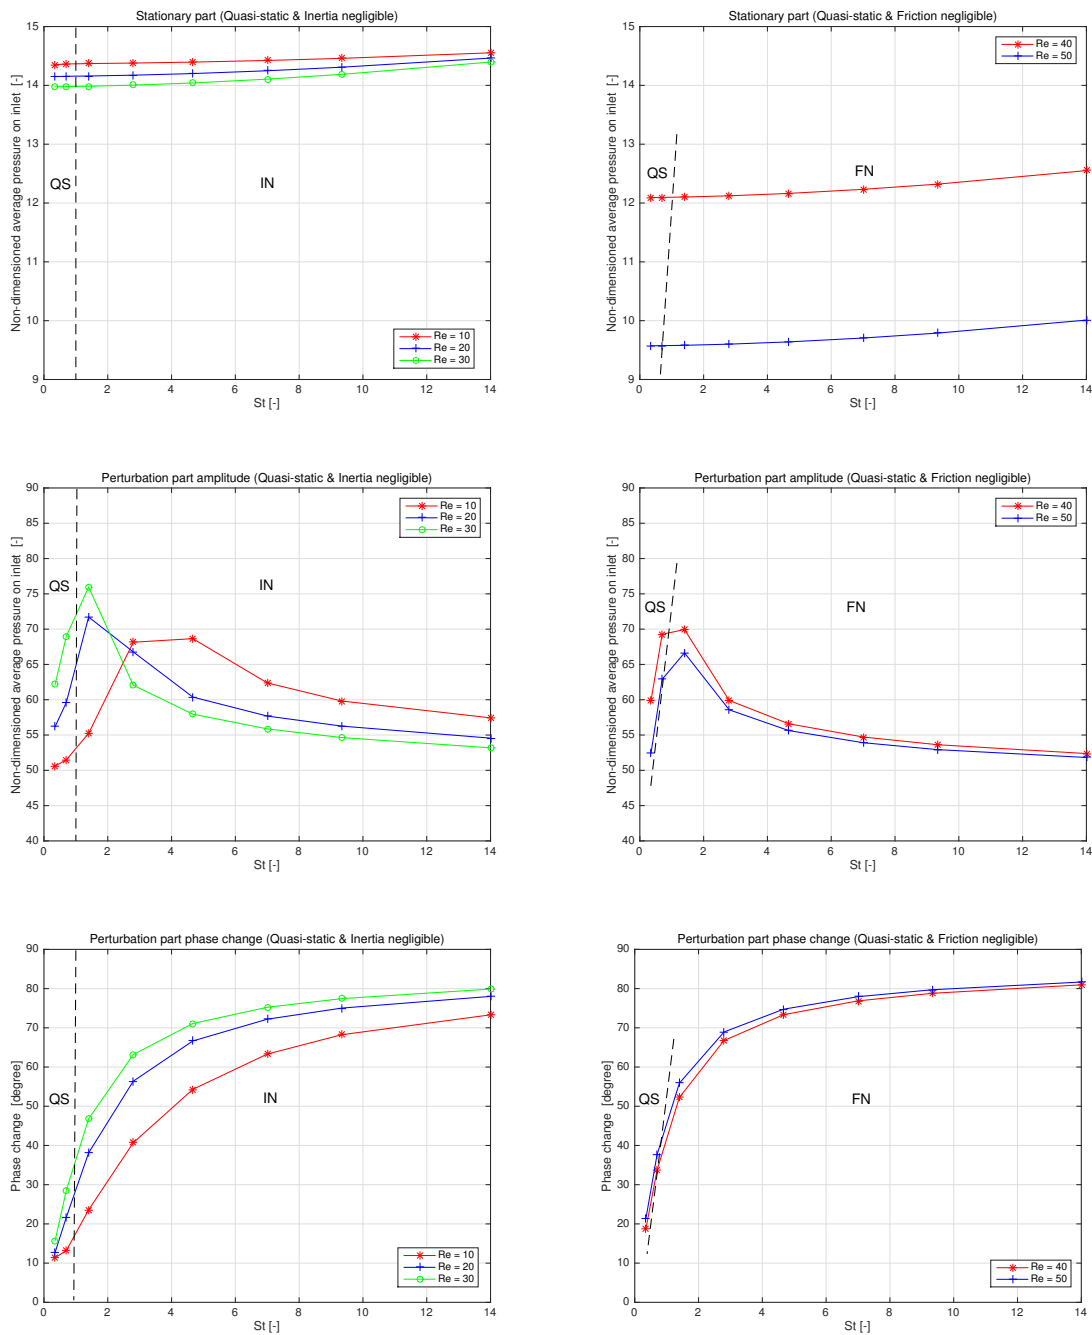 Stationary part (Quasi-static & Inertia negligible)
Non-dimensioned average pressure on inlet [-]
15
14
13
12
11
10
9
QS
IN
Re = 10
Re = 20
Re = 30
0 2 4 6 8 10 12 14
St [-]
Stationary part (Quasi-static & Friction negligible)
Non-dimensioned average pressure on inlet [-]
15
14
13
12
11
10
9
QS
FN
Re = 40
Re = 50
0 2 4 6 8 10 12 14
St [-]
Perturbation part amplitude (Quasi-static & Inertia negligible)
Non-dimensioned average pressure on inlet [-]
90
85
80
75
70
65
60
55
50
45
40
QS
IN
Re = 10
Re = 20
Re = 30
0 2 4 6 8 10 12 14
St [-]
Perturbation part amplitude (Quasi-static & Friction negligible)
Non-dimensioned average pressure on inlet [-]
90
85
80
75
70
65
60
55
50
45
40
QS
FN
Re = 40
Re = 50
0 2 4 6 8 10 12 14
St [-]
Perturbation part phase change (Quasi-static & Inertia negligible)
Phase change [degree]
90
80
70
60
50
40
30
20
10
0
QS
IN
Re = 10
Re = 20
Re = 30
0 2 4 6 8 10 12 14
St [-]
Perturbation part phase change (Quasi-static & Friction negligible)
Phase change [degree]
90
80
70
60
50
40
30
20
10
0
QS
FN
Re = 40
Re = 50
0 2 4 6 8 10 12 14
St [-]